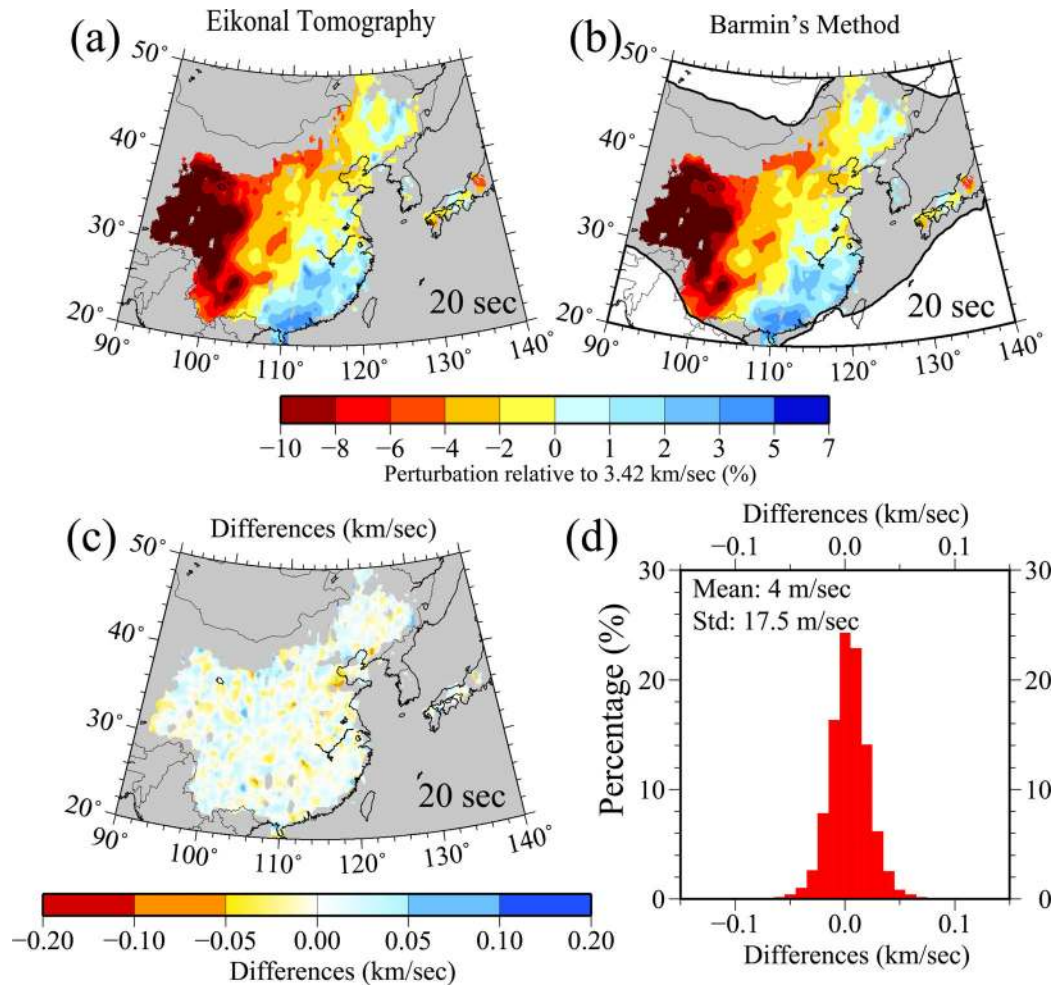 (a) Eikonal Tomography
50°
40°
30°
20°
90°
100°
110°
120°
130°
140°
20 sec
(b) Barmin's Method
50°
40°
30°
20°
90°
100°
110°
120°
130°
140°
20 sec
−10 −8 −6 −4 −2 0 1 2 3 5 7
Perturbation relative to 3.42 km/sec (%)
(c) Differences (km/sec)
50°
40°
30°
20°
90°
100°
110°
120°
130°
140°
20 sec
−0.20 −0.10 −0.05 0.00 0.05 0.10 0.20
Differences (km/sec)
(d) Differences (km/sec)
−0.1 0.0 0.1
Mean: 4 m/sec
Std: 17.5 m/sec
Percentage (%)
30 30
20 20
10 10
0 0
−0.1 0.0 0.1
Differences (km/sec)